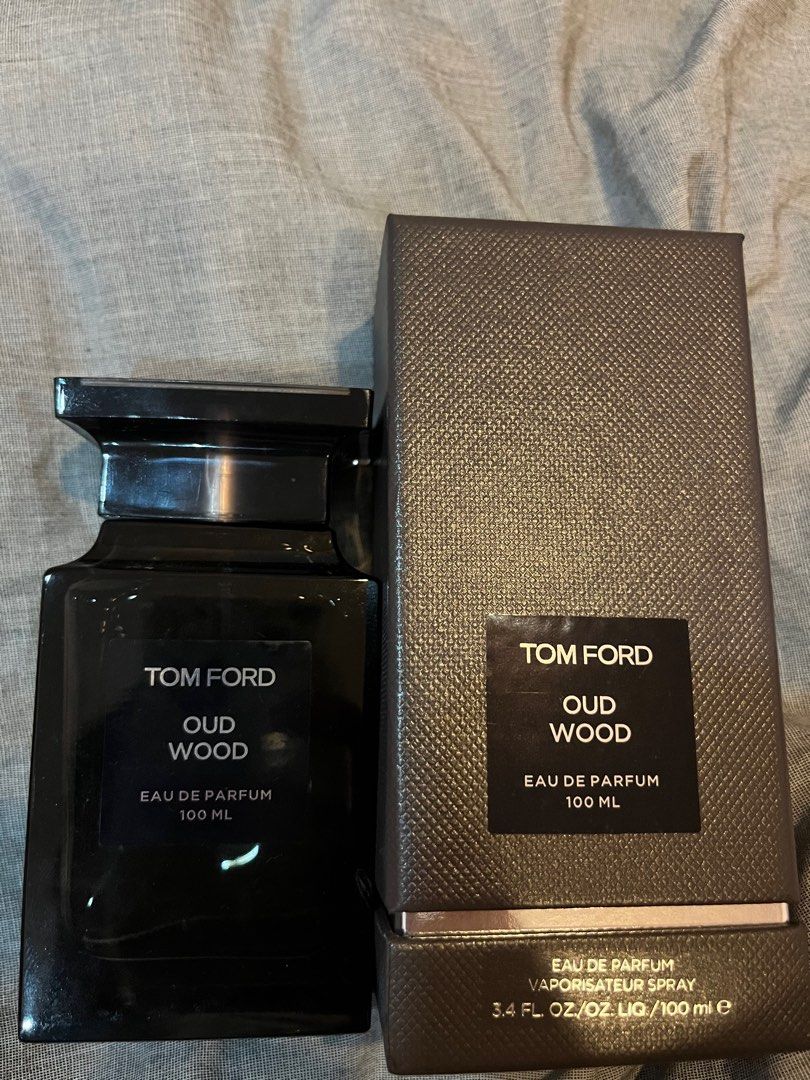 TOM FORD
OUD
WOOD
EAU DE PARFUM
100 ML
TOM FORD
OUD
WOOD
EAU DE PARFUM
100 ML
EAU DE PARFUM
VAPORISATEUR SPRAY
3.4 FL. OZ./OZ. LIQ./100 ml ℮